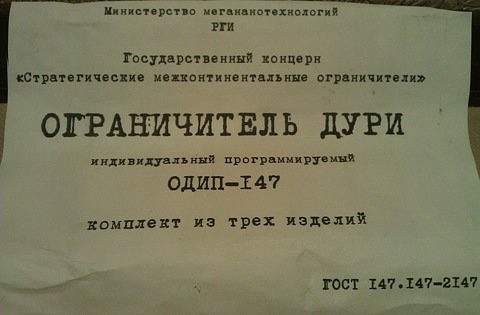 Министерство мегананотехнологий
РГИ
Государственный концерн
«Стратегические межконтинентальные ограничители»
ОГРАНИЧИТЕЛЬ ДУРИ
индивидуальный программируемый
ОДИП-147
комплект из трех изделий
ГОСТ 147.147-2147